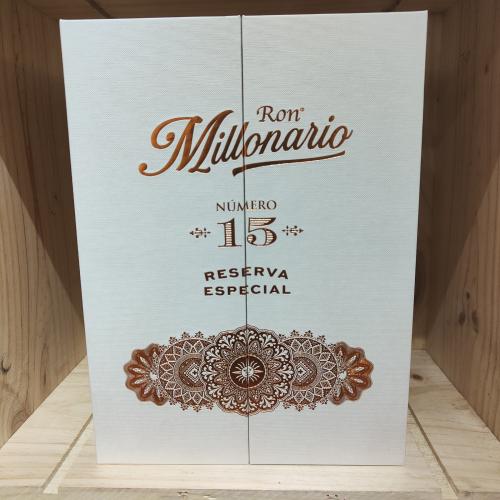 Ron®
Millonario
NÚMERO
15
RESERVA
ESPECIAL